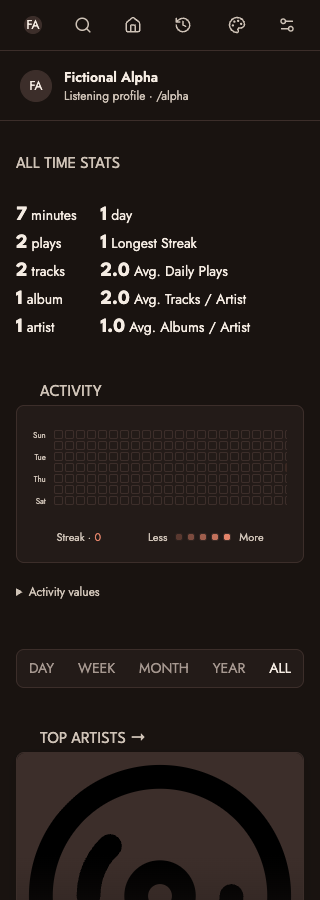 FA
FA
Fictional Alpha
Listening profile · /alpha
ALL TIME STATS
7 minutes
1 day
2 plays
1 Longest Streak
2 tracks
2.0 Avg. Daily Plays
1 album
2.0 Avg. Tracks / Artist
1 artist
1.0 Avg. Albums / Artist
ACTIVITY
Sun
Tue
Thu
Sat
Streak · 0
Less
More
Activity values
DAY WEEK MONTH YEAR ALL
TOP ARTISTS →